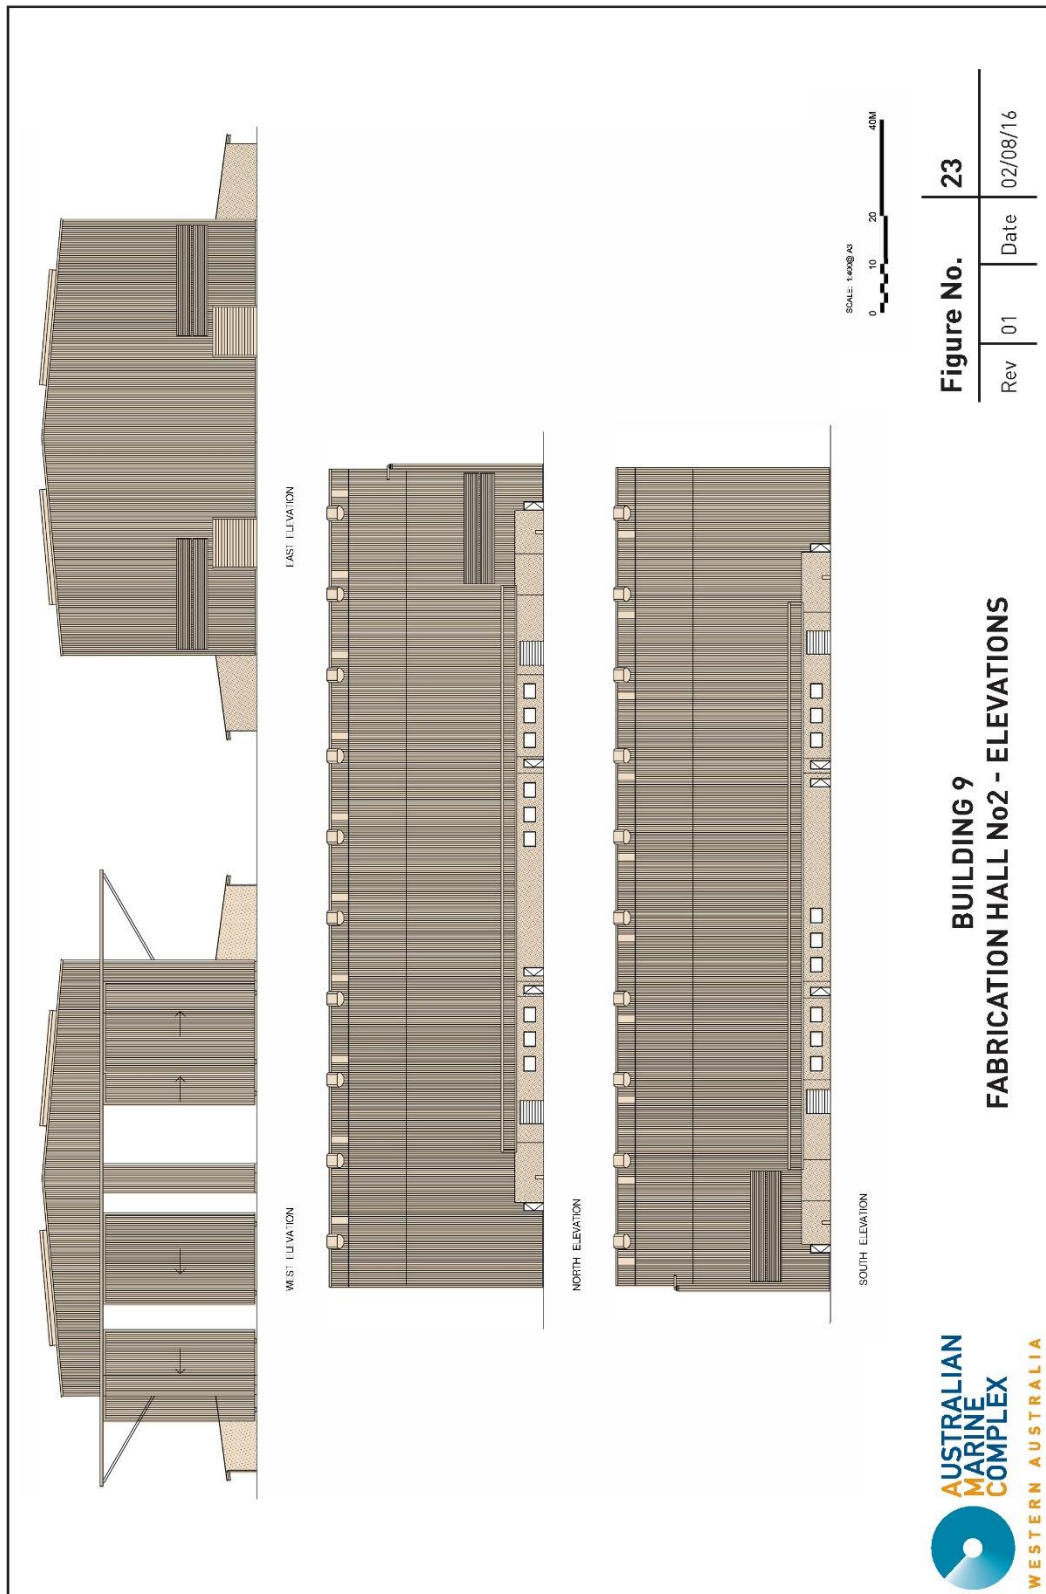 WEST ELEVATION
EAST ELEVATION
NORTH ELEVATION
SOUTH ELEVATION
SCALE: 1:400@ A3
0 10 20 40M
AUSTRALIAN
MARINE
COMPLEX
WESTERN AUSTRALIA
BUILDING 9
FABRICATION HALL No2 - ELEVATIONS
Figure No. 23
Rev 01 Date 02/08/16